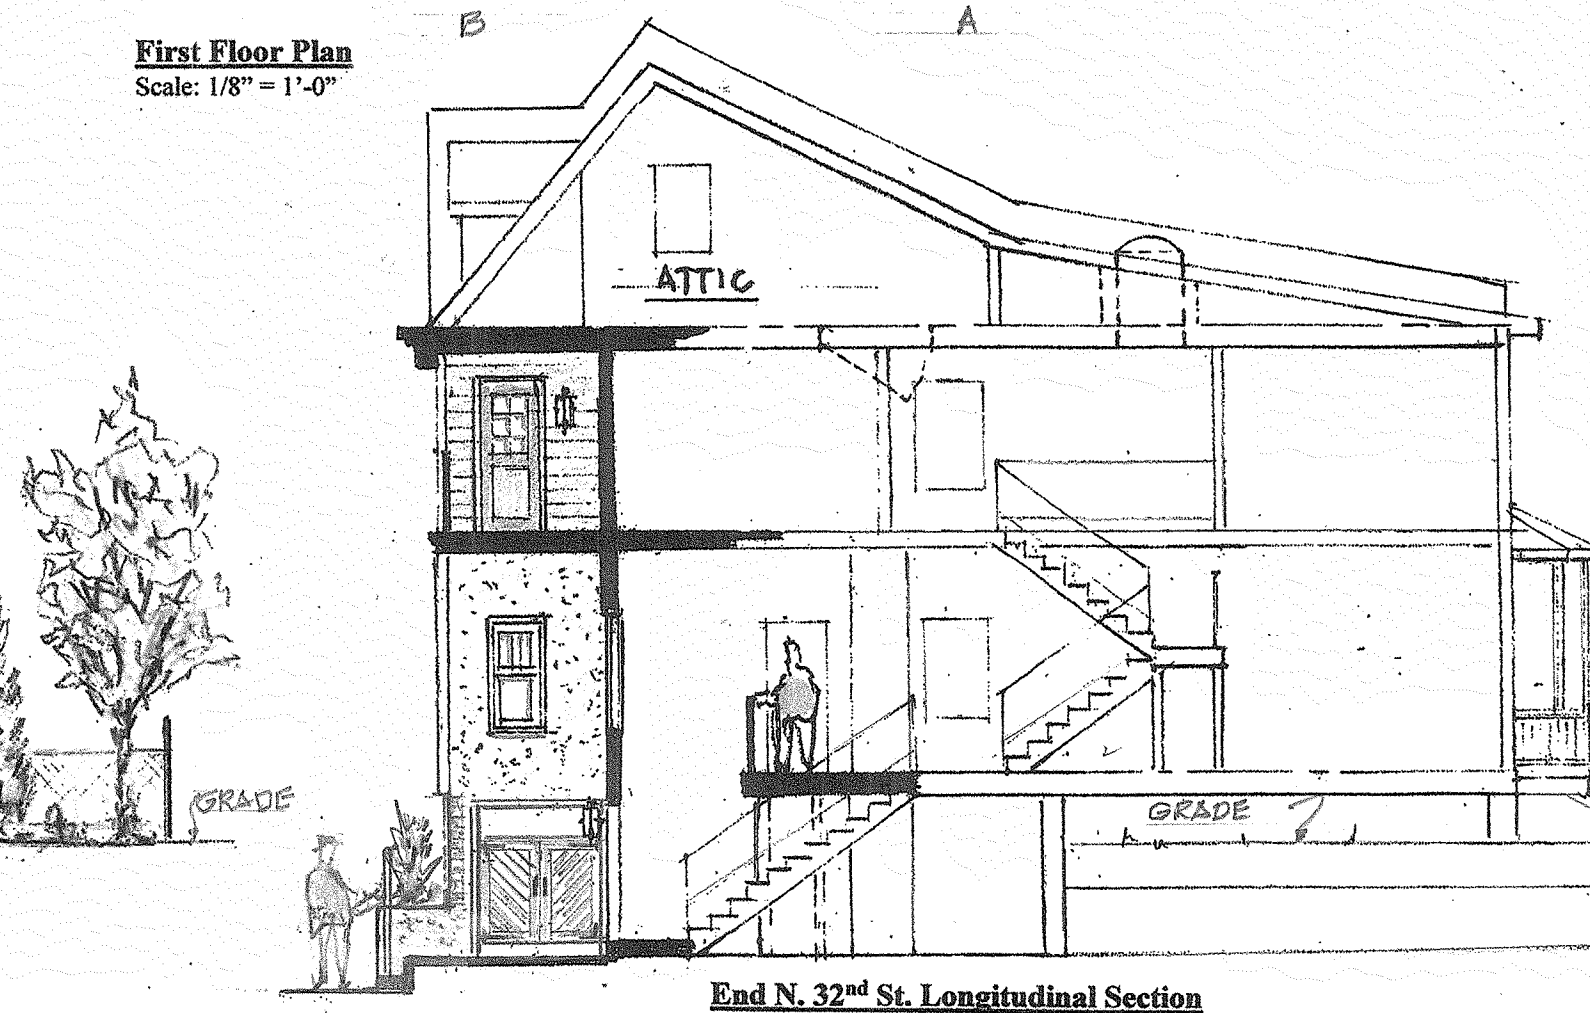 B
A
First Floor Plan
Scale: 1/8” = 1’-0”
ATTIC
GRADE
GRADE
End N. 32nd St. Longitudinal Section